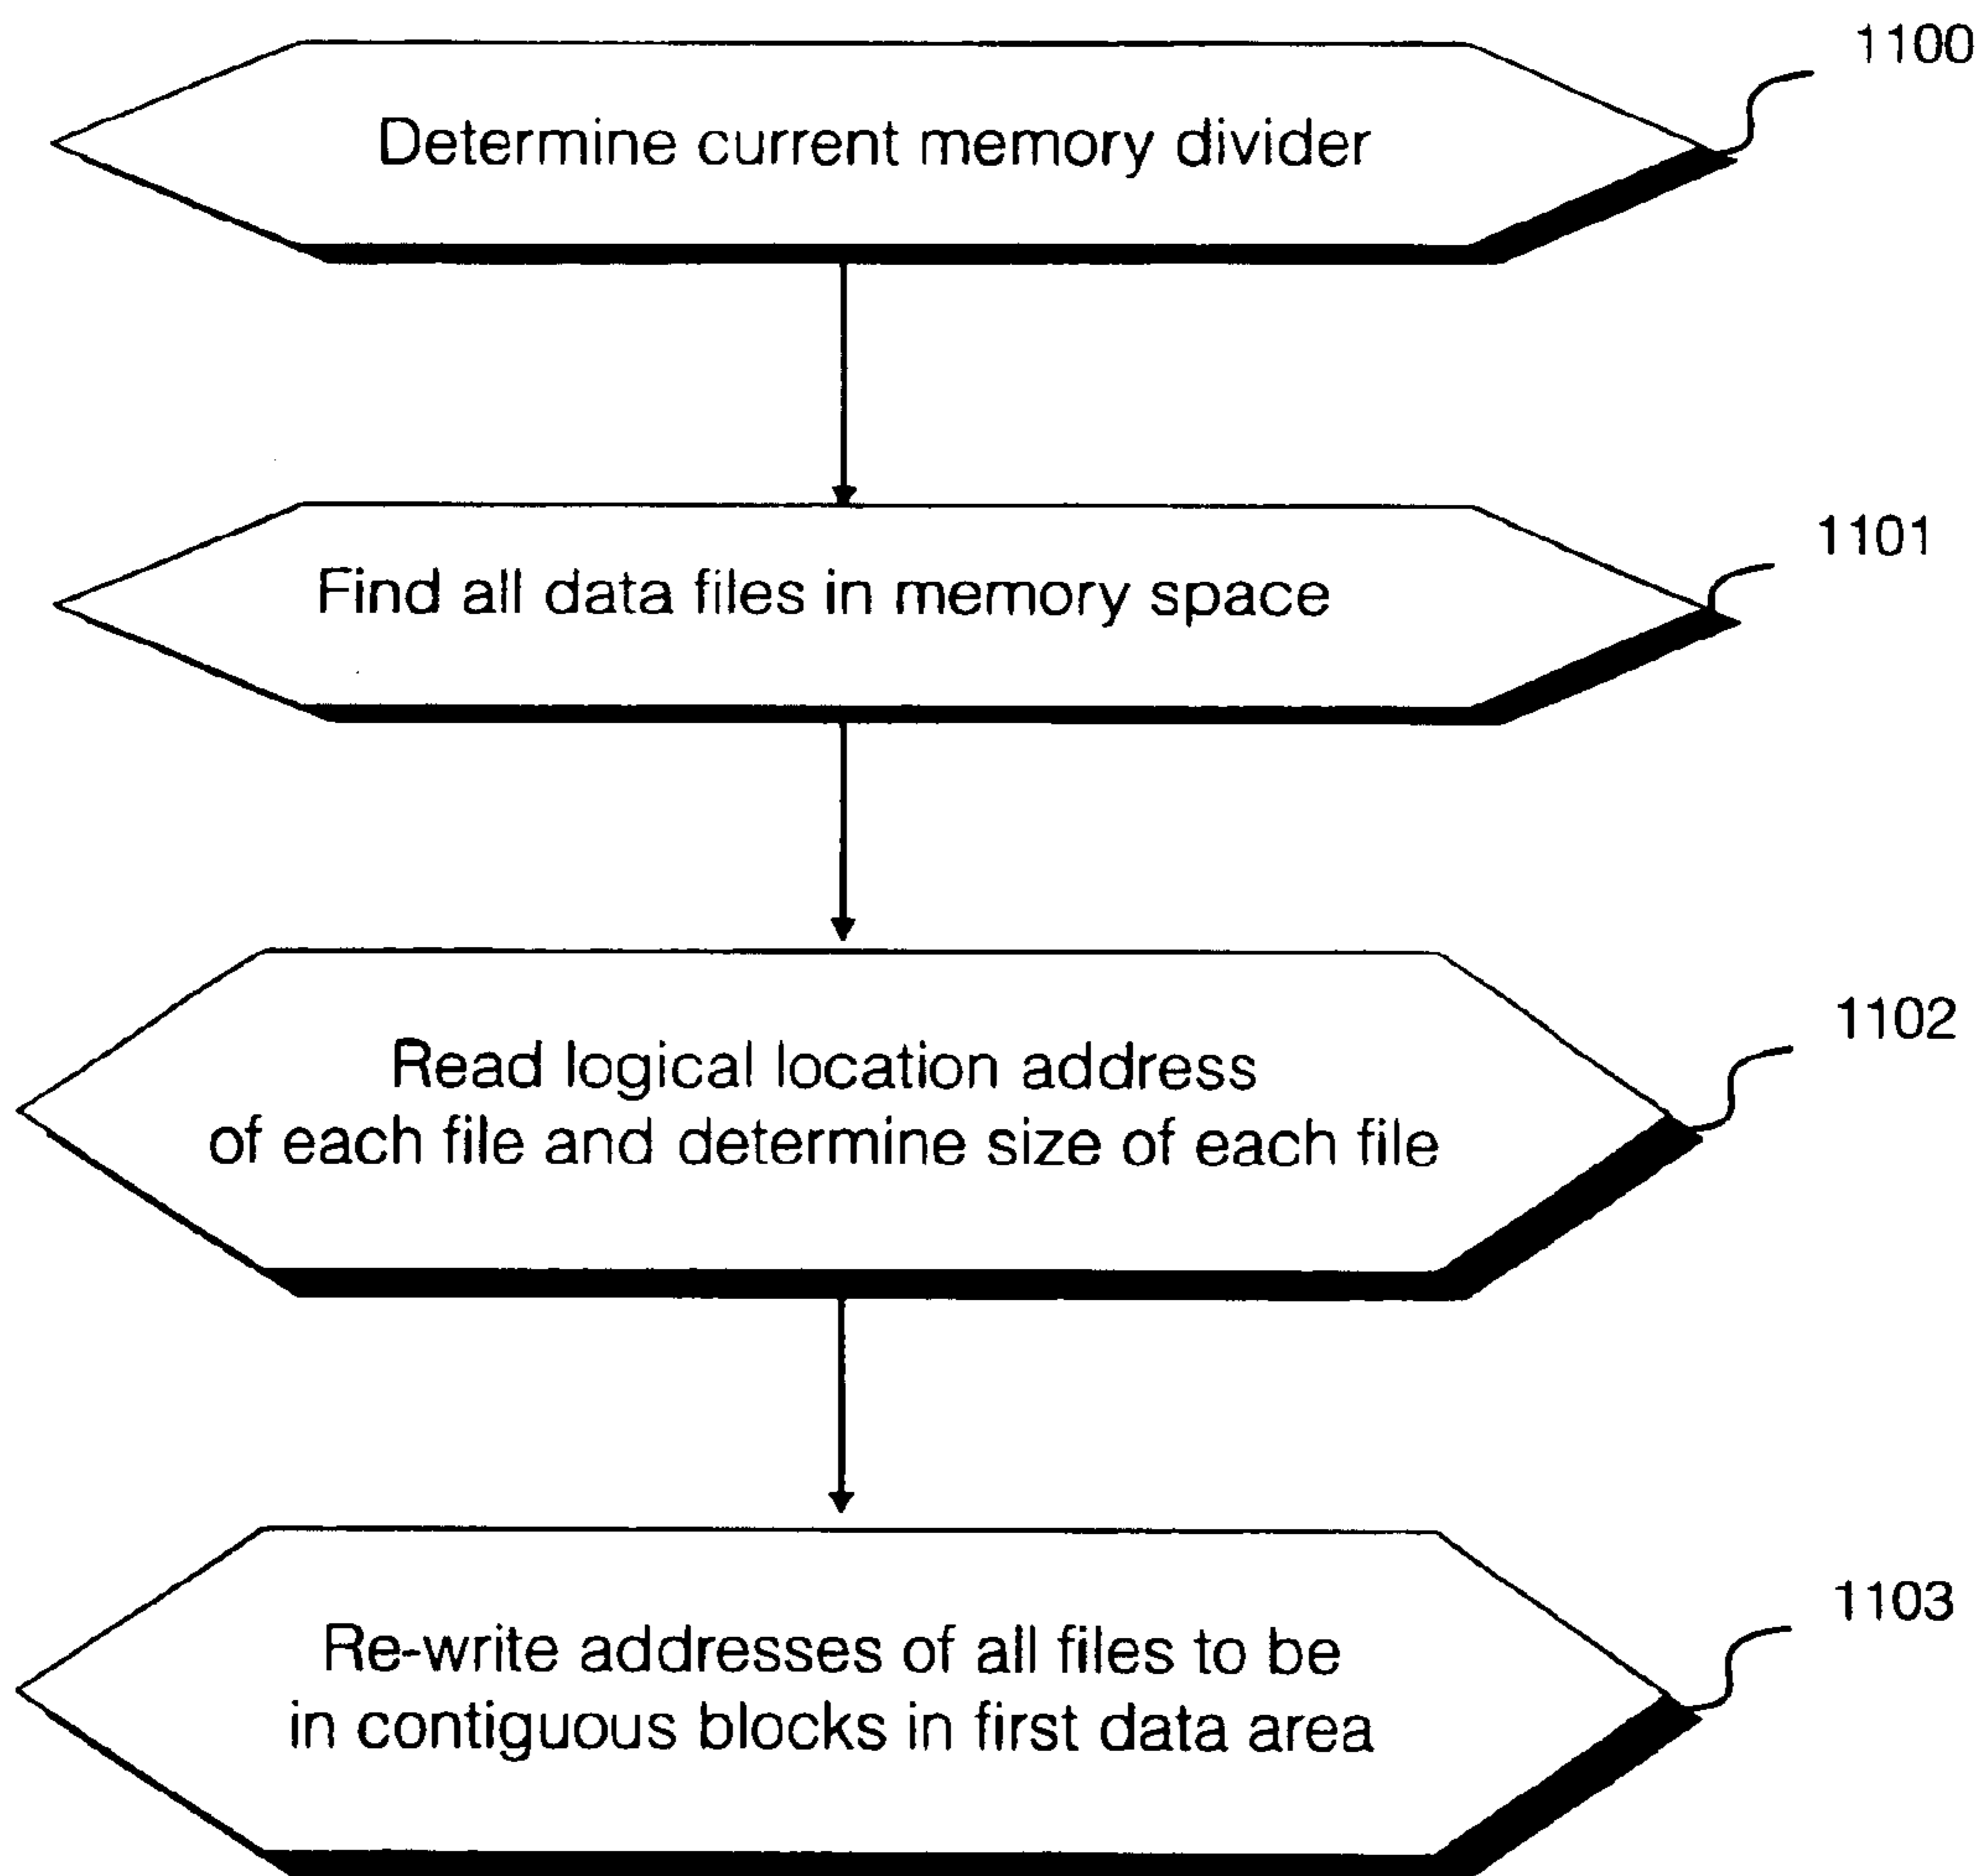 1100
Determine current memory divider
1101
Find all data files in memory space
1102
Read logical location address
of each file and determine size of each file
1103
Re-write addresses of all files to be
in contiguous blocks in first data area